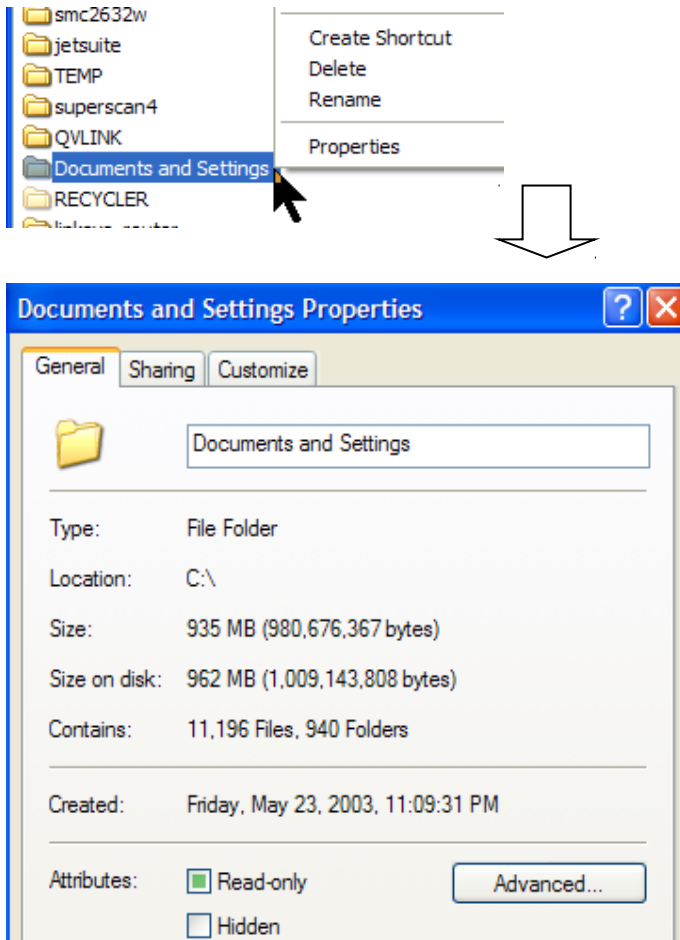 smc2632w
jetsuite
TEMP
superscan4
QVLINK
Documents and Settings
RECYCLER
Create Shortcut
Delete
Rename
Properties
Documents and Settings Properties
General Sharing Customize
Documents and Settings
Type: File Folder
Location: C:\
Size: 935 MB (980,676,367 bytes)
Size on disk: 962 MB (1,009,143,808 bytes)
Contains: 11,196 Files, 940 Folders
Created: Friday, May 23, 2003, 11:09:31 PM
Attributes: Read-only Advanced...
Hidden